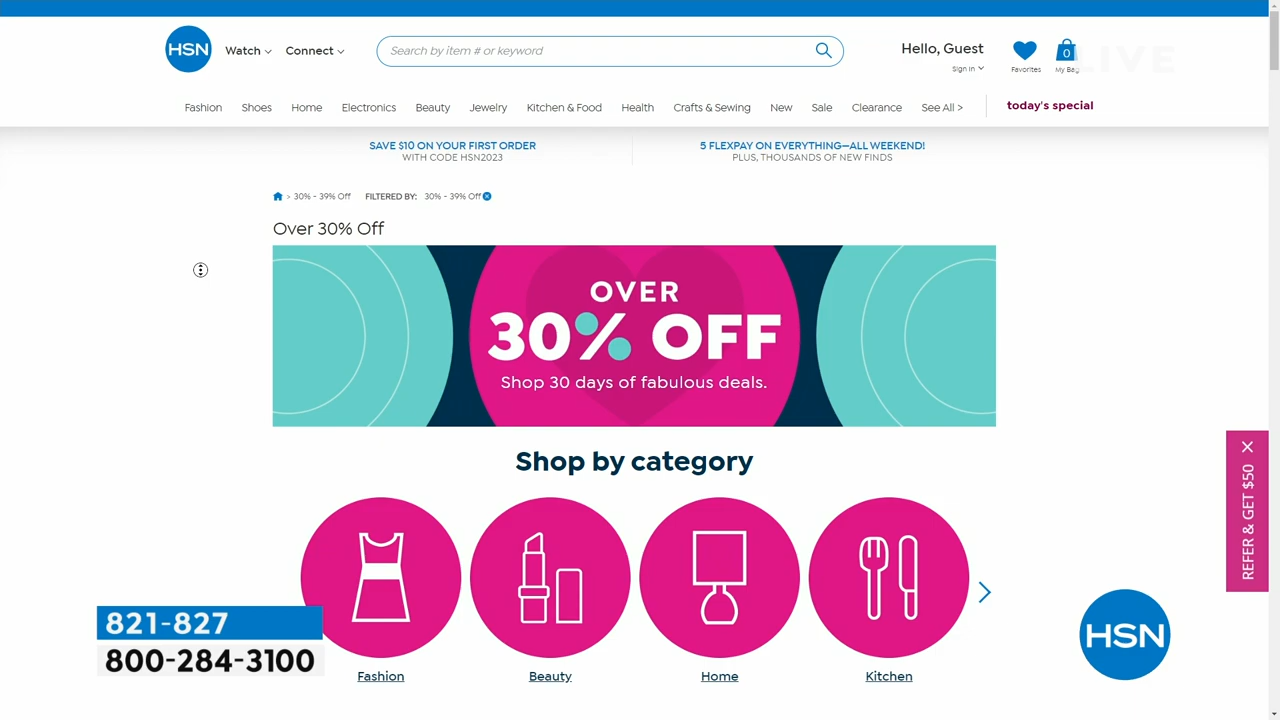 HSN
Watch
Connect
Search by item # or keyword
Hello, Guest
Sign in
Favorites
0
My Bag
LIVE
Fashion
Shoes
Home
Electronics
Beauty
Jewelry
Kitchen & Food
Health
Crafts & Sewing
New
Sale
Clearance
See All >
today's special
SAVE $10 ON YOUR FIRST ORDER
WITH CODE HSN2023
5 FLEXPAY ON EVERYTHING—ALL WEEKEND!
PLUS, THOUSANDS OF NEW FINDS
> 30% - 39% Off FILTERED BY: 30% - 39% Off
Over 30% Off
OVER
30% OFF
Shop 30 days of fabulous deals.
Shop by category
REFER & GET $50 X
821-827
800-284-3100
Fashion
Beauty
Home
Kitchen
HSN